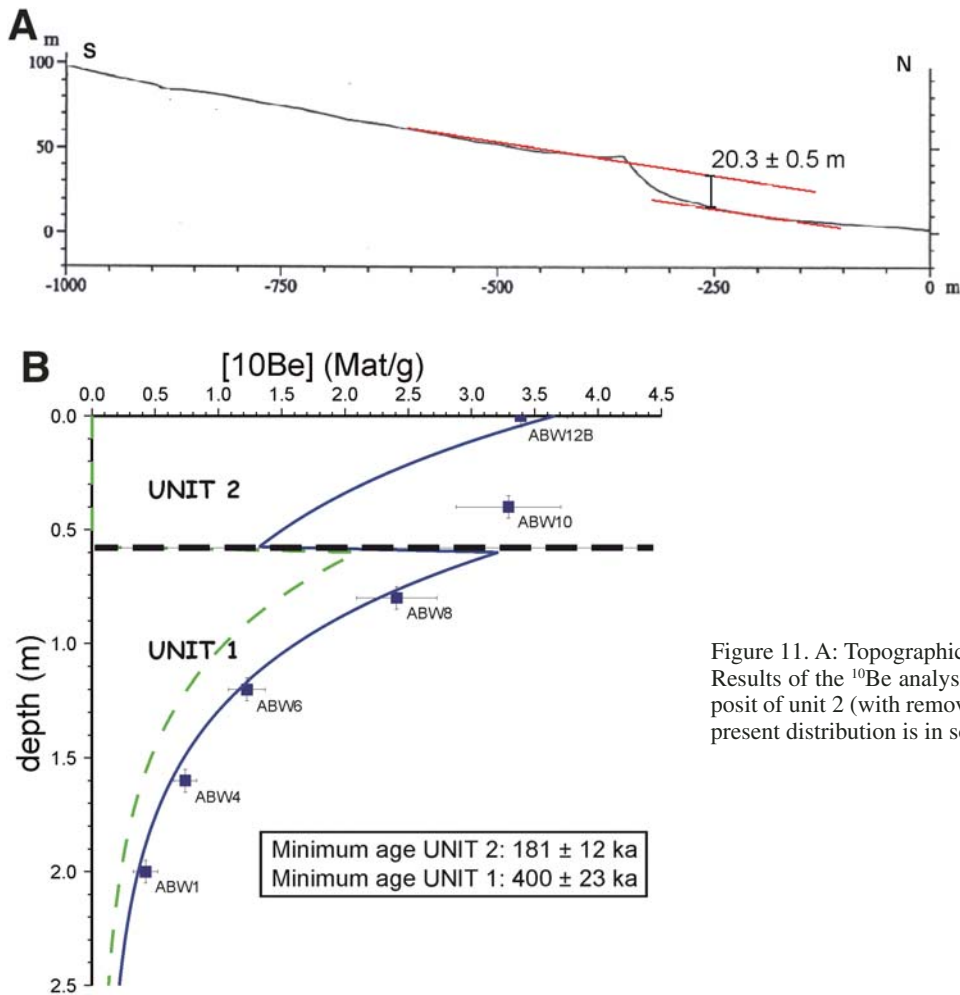 A
m
S
N
100
50
0
20.3 ± 0.5 m
-1000
-750
-500
-250
0
m
B
[10Be] (Mat/g)
0.0 0.5 1.0 1.5 2.0 2.5 3.0 3.5 4.0 4.5
0.0
ABW12B
UNIT 2
ABW10
0.5
ABW8
1.0
UNIT 1
ABW6
depth (m)
1.5
ABW4
2.0
ABW1
2.5
Minimum age UNIT 2: 181 ± 12 ka
Minimum age UNIT 1: 400 ± 23 ka
Figure 11. A: Topographic
Results of the ¹⁰Be analys
posit of unit 2 (with remov
present distribution is in s